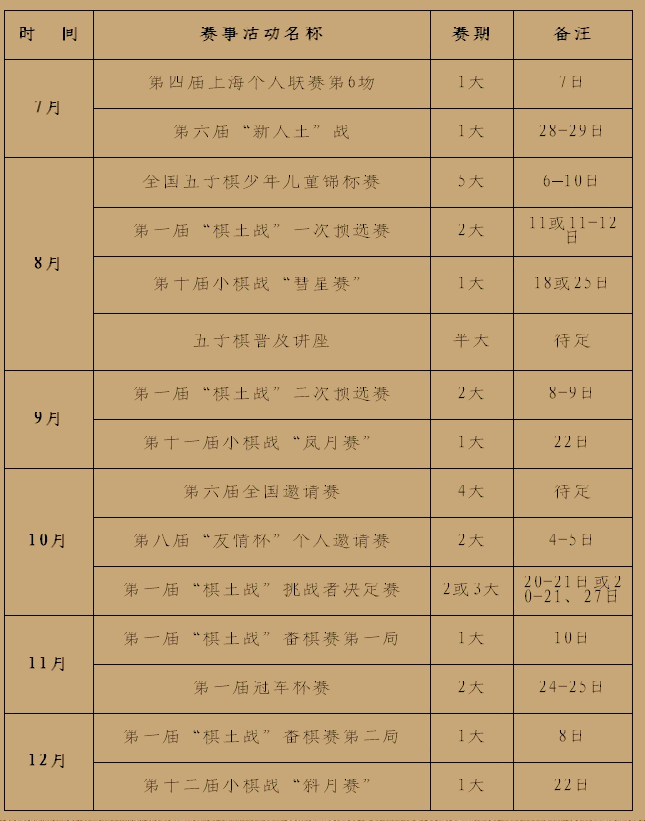 时 间 赛事活动名称 赛期 备注
7月
第四届上海个人联赛第6场 1天 7日
第六届“新人王”战 1天 28-29日
8月
全国五子棋少年儿童锦标赛 5天 6—10日
第一届“棋王战”一次预选赛 2天 11或11-12
日
第十届小棋战“彗星赛” 1天 18或25日
五子棋普及讲座 半天 待定
9月
第一届“棋王战”二次预选赛 2天 8-9日
第十一届小棋战“风月赛” 1天 22日
10月
第六届全国邀请赛 4天 待定
第八届“友情杯”个人邀请赛 2天 4-5日
第一届“棋王战”挑战者决定赛 2或3天 20-21日或2
0-21、27日
11月
第一届“棋王战”番棋赛第一局 1天 10日
第一届冠军杯赛 2天 24-25日
12月
第一届“棋王战”番棋赛第二局 1天 8日
第十二届小棋战“斜月赛” 1天 22日